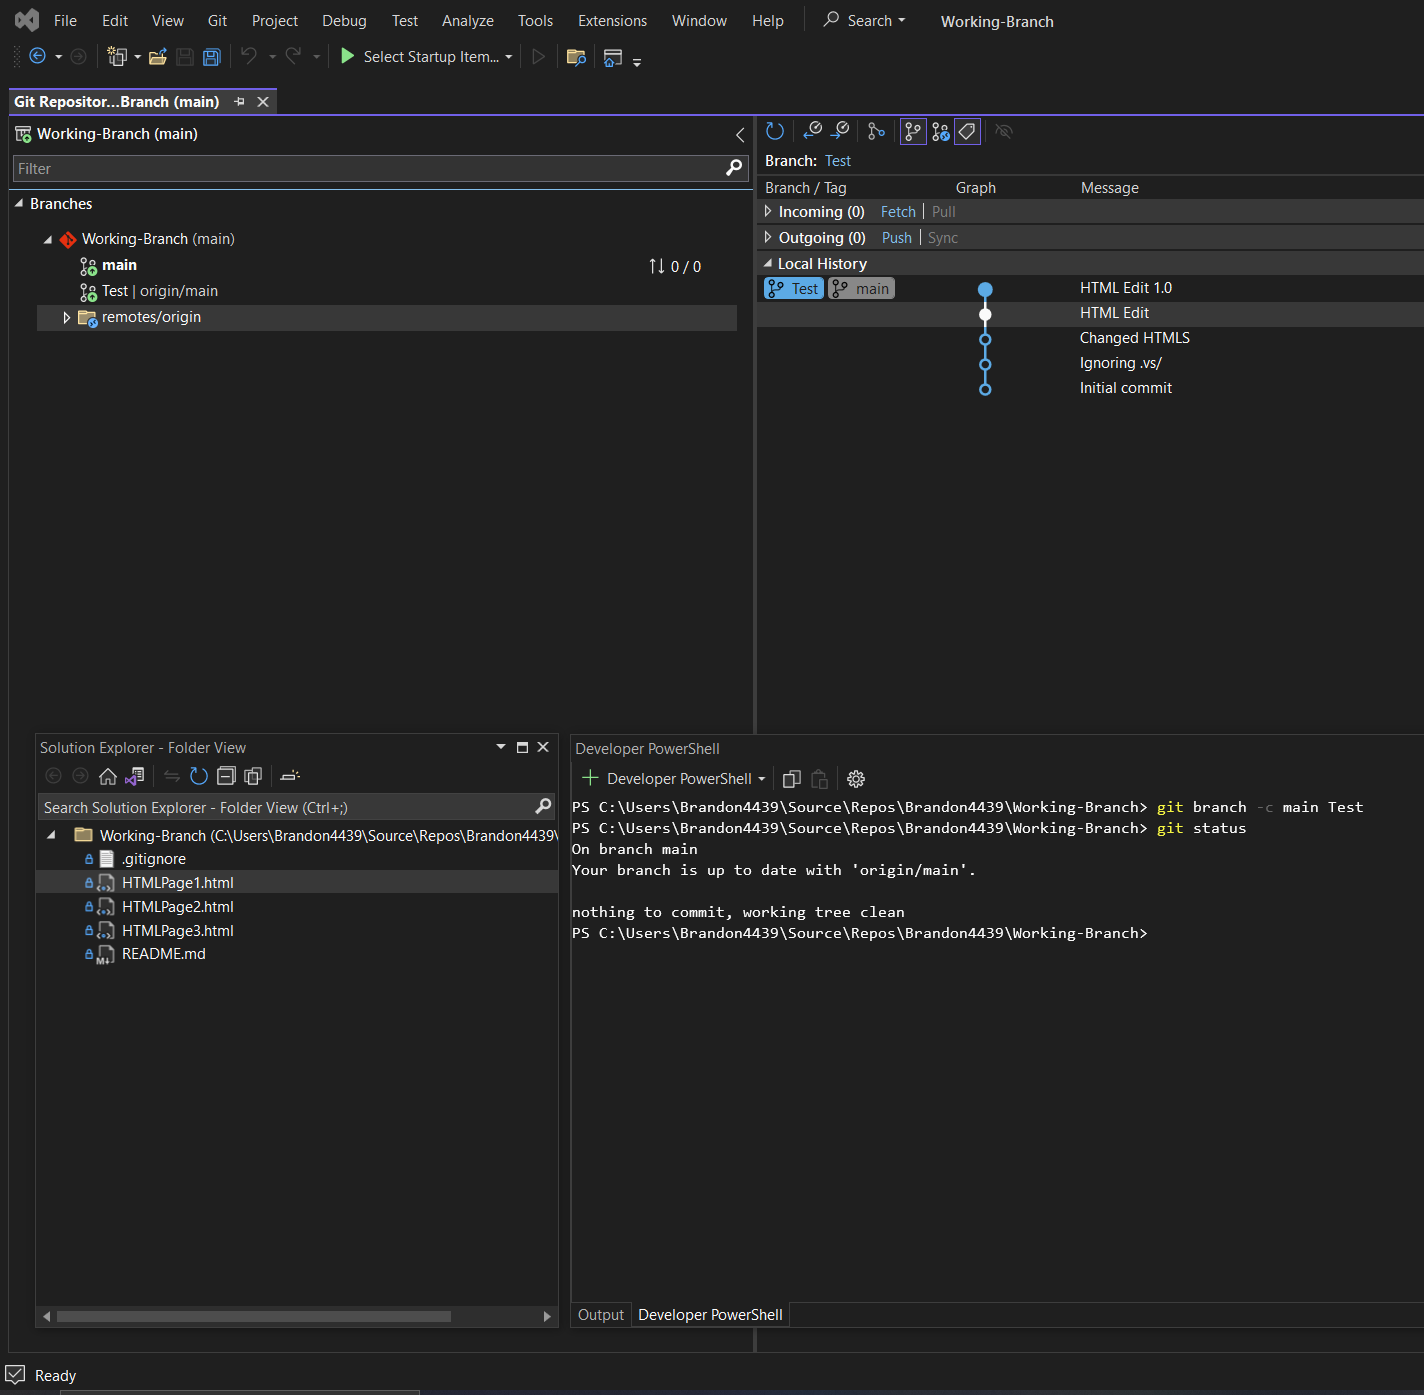 File Edit View Git Project Debug Test Analyze Tools Extensions Window Help Search Working-Branch
Select Startup Item...
Git Repositor...Branch (main)
Working-Branch (main)
Filter
Branches
Working-Branch (main)
main 0 / 0
Test | origin/main
remotes/origin
Branch: Test
Branch / Tag Graph Message
Incoming (0) Fetch | Pull
Outgoing (0) Push | Sync
Local History
Test main HTML Edit 1.0
HTML Edit
Changed HTMLS
Ignoring .vs/
Initial commit
Solution Explorer - Folder View
Search Solution Explorer - Folder View (Ctrl+;)
Working-Branch (C:\Users\Brandon4439\Source\Repos\Brandon4439\
.gitignore
HTMLPage1.html
HTMLPage2.html
HTMLPage3.html
README.md
Developer PowerShell
Developer PowerShell
PS C:\Users\Brandon4439\Source\Repos\Brandon4439\Working-Branch> git branch -c main Test
PS C:\Users\Brandon4439\Source\Repos\Brandon4439\Working-Branch> git status
On branch main
Your branch is up to date with 'origin/main'.
nothing to commit, working tree clean
PS C:\Users\Brandon4439\Source\Repos\Brandon4439\Working-Branch>
Output Developer PowerShell
Ready